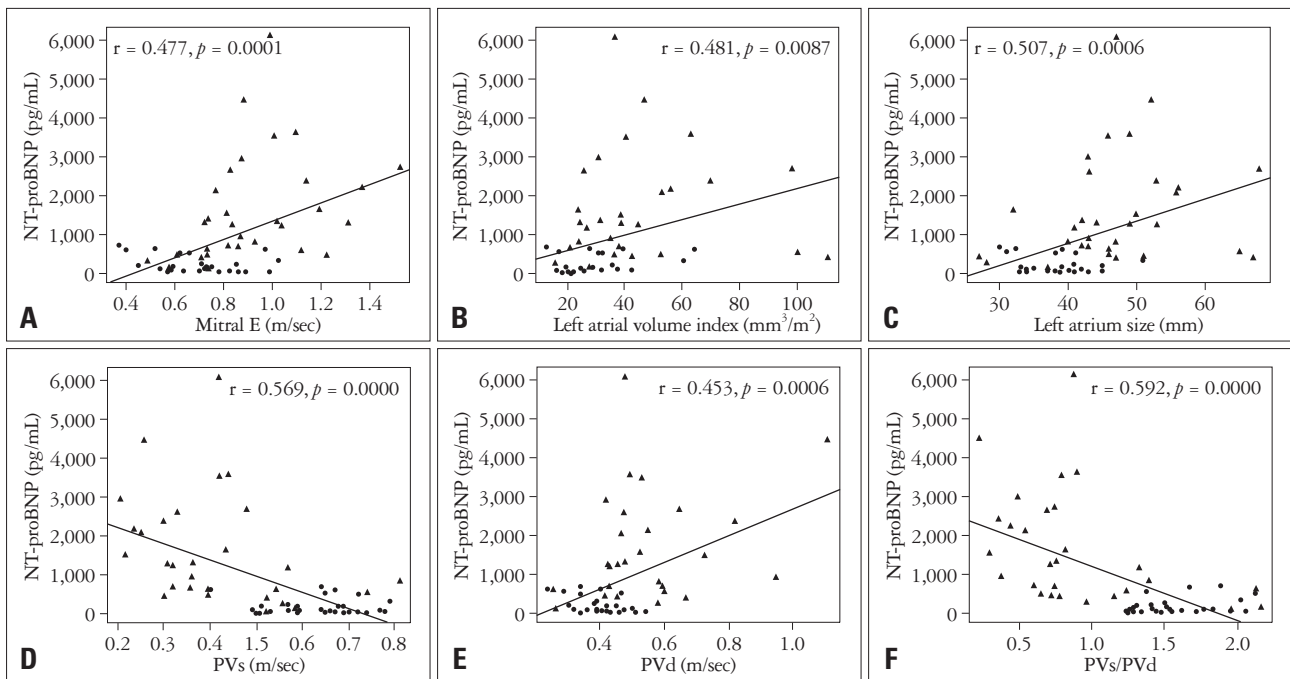 r = 0.477, p = 0.0001
6,000
5,000
4,000
3,000
2,000
1,000
0
NT-proBNP (pg/mL)
0.4 0.6 0.8 1.0 1.2 1.4
Mitral E (m/sec)
A
r = 0.481, p = 0.0087
6,000
5,000
4,000
3,000
2,000
1,000
0
NT-proBNP (pg/mL)
20 40 60 80 100
Left atrial volume index (mm³/m²)
B
r = 0.507, p = 0.0006
6,000
5,000
4,000
3,000
2,000
1,000
0
NT-proBNP (pg/mL)
30 40 50 60
Left atrium size (mm)
C
r = 0.569, p = 0.0000
6,000
5,000
4,000
3,000
2,000
1,000
0
NT-proBNP (pg/mL)
0.2 0.3 0.4 1.5 0.6 0.7 0.8
PVs (m/sec)
D
r = 0.453, p = 0.0006
6,000
5,000
4,000
3,000
2,000
1,000
0
NT-proBNP (pg/mL)
0.4 0.6 0.8 1.0
PVd (m/sec)
E
r = 0.592, p = 0.0000
6,000
5,000
4,000
3,000
2,000
1,000
0
NT-proBNP (pg/mL)
0.5 1.0 1.5 2.0
PVs/PVd
F